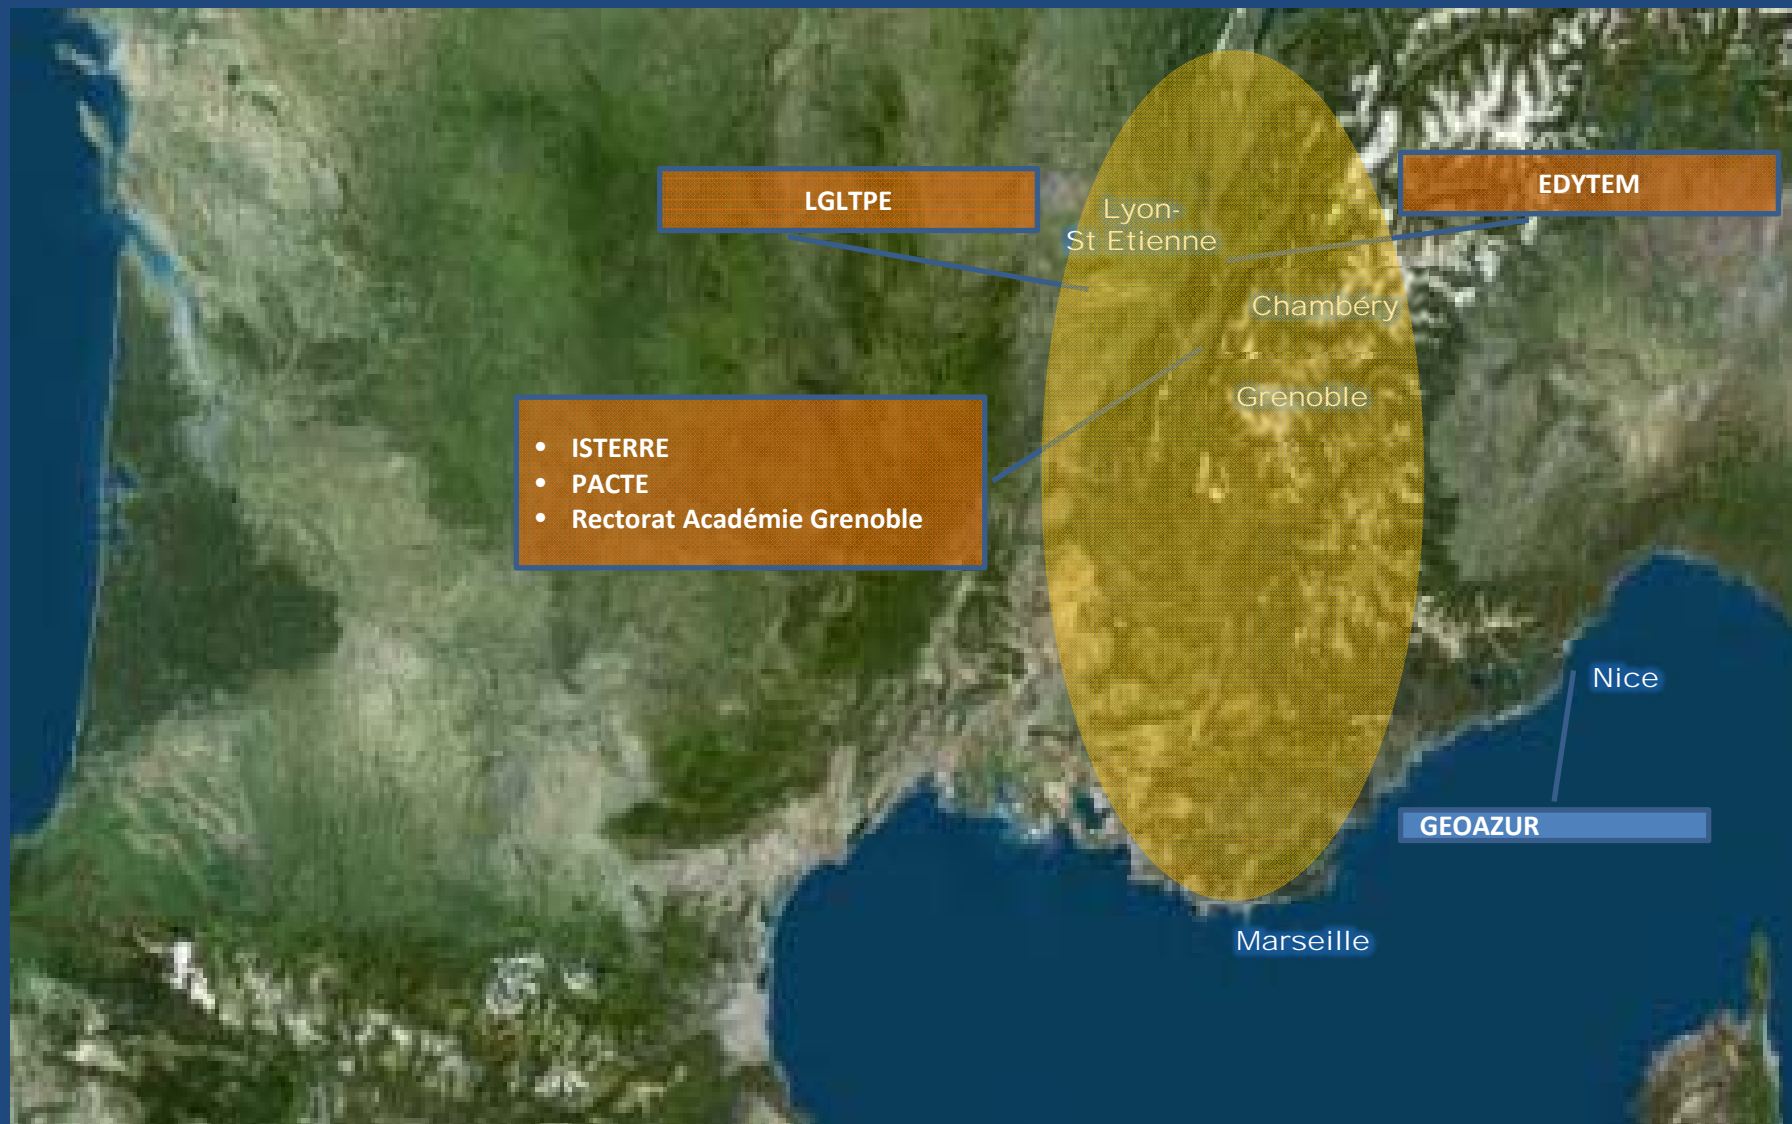 LGLTPE
EDYTEM
Lyon-
St Etienne
Chambéry
Grenoble
• ISTERRE
• PACTE
• Rectorat Académie Grenoble
Nice
GEOAZUR
Marseille